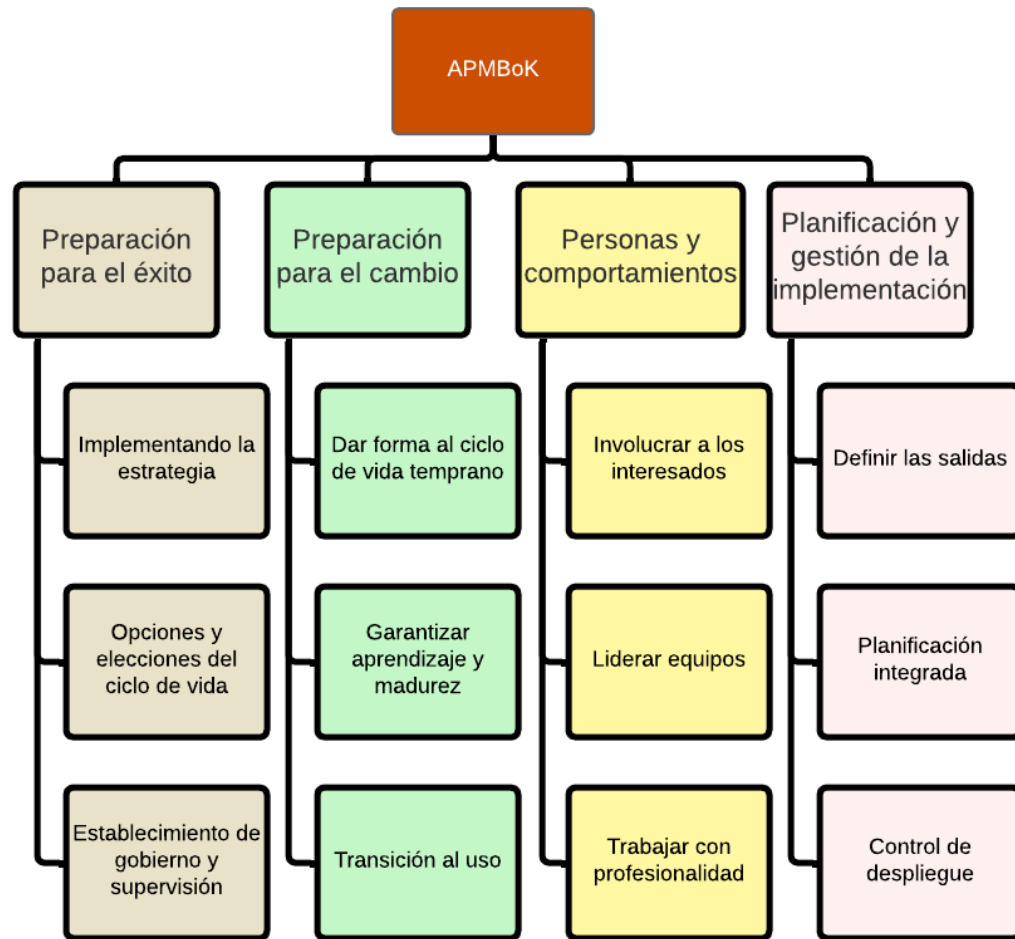 APMBoK
Preparación
para el éxito
Preparación
para el cambio
Personas y
comportamientos
Planificación y
gestión de la
implementación
Implementando la
estrategia
Dar forma al ciclo
de vida temprano
Involucrar a los
interesados
Definir las salidas
Opciones y
elecciones del
ciclo de vida
Garantizar
aprendizaje y
madurez
Liderar equipos
Planificación
integrada
Establecimiento de
gobierno y
supervisión
Transición al uso
Trabajar con
profesionalidad
Control de
despliegue